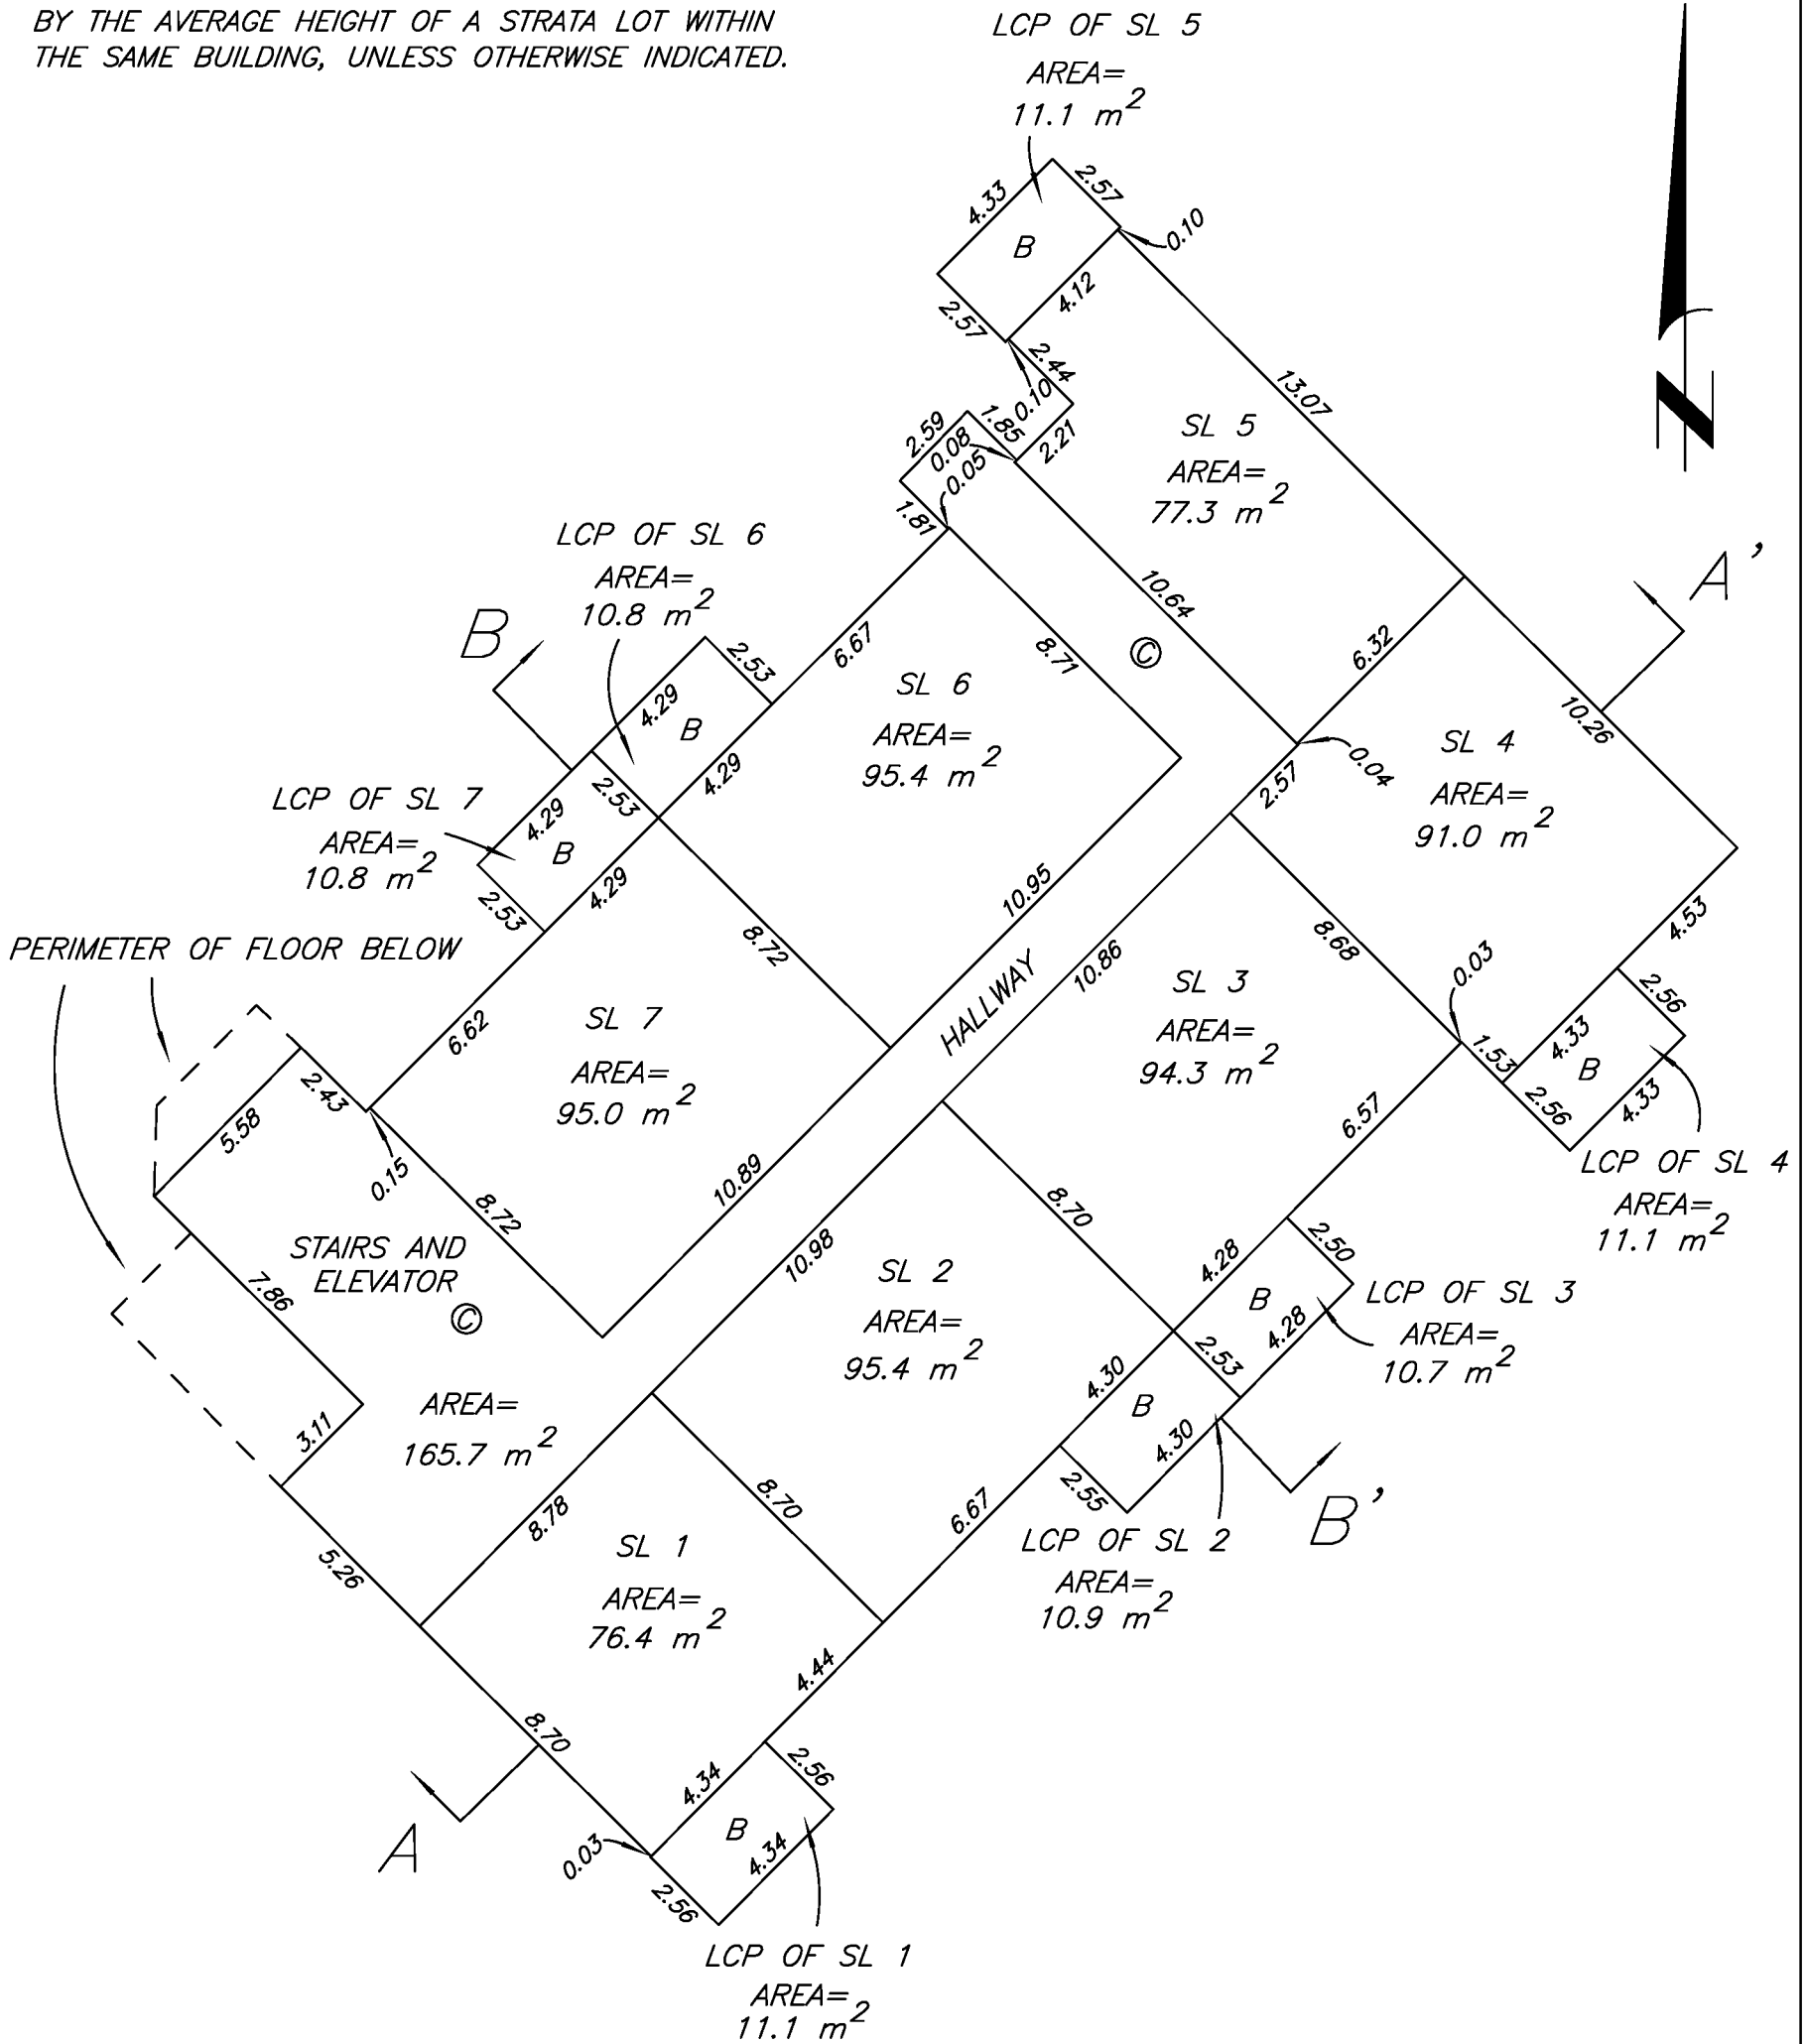 BY THE AVERAGE HEIGHT OF A STRATA LOT WITHIN
THE SAME BUILDING, UNLESS OTHERWISE INDICATED.
LCP OF SL 5
AREA=
11.1 m²
4.33
2.57
0.10
B
4.12
2.57
2.44
0.10
13.07
2.59
1.85
0.08
0.05
2.21
1.81
SL 5
AREA=
77.3 m²
N
A'
LCP OF SL 6
AREA=
10.8 m²
B
10.64
6.32
2.53
6.67
8.71
©
4.29
B
SL 6
AREA=
95.4 m²
4.29
10.26
SL 4
AREA=
91.0 m²
0.04
2.57
LCP OF SL 7
AREA=
10.8 m²
2.53
4.29
B
4.29
2.53
10.95
8.72
8.68
4.53
PERIMETER OF FLOOR BELOW
HALLWAY
10.86
SL 3
AREA=
94.3 m²
0.03
2.56
4.33
B
1.53
2.56
4.33
SL 7
AREA=
95.0 m²
6.62
2.43
5.58
0.15
10.89
8.72
6.57
LCP OF SL 4
AREA=
11.1 m²
STAIRS AND
ELEVATOR
©
7.86
8.70
10.98
SL 2
AREA=
95.4 m²
4.28
2.50
B
4.28
LCP OF SL 3
AREA=
10.7 m²
2.53
4.30
B
4.30
3.11
AREA=
165.7 m²
2.55
8.78
8.70
6.67
B'
LCP OF SL 2
AREA=
10.9 m²
SL 1
AREA=
76.4 m²
5.26
4.44
8.70
2.56
4.34
B
4.34
A
0.03
2.56
LCP OF SL 1
AREA=
11.1 m²